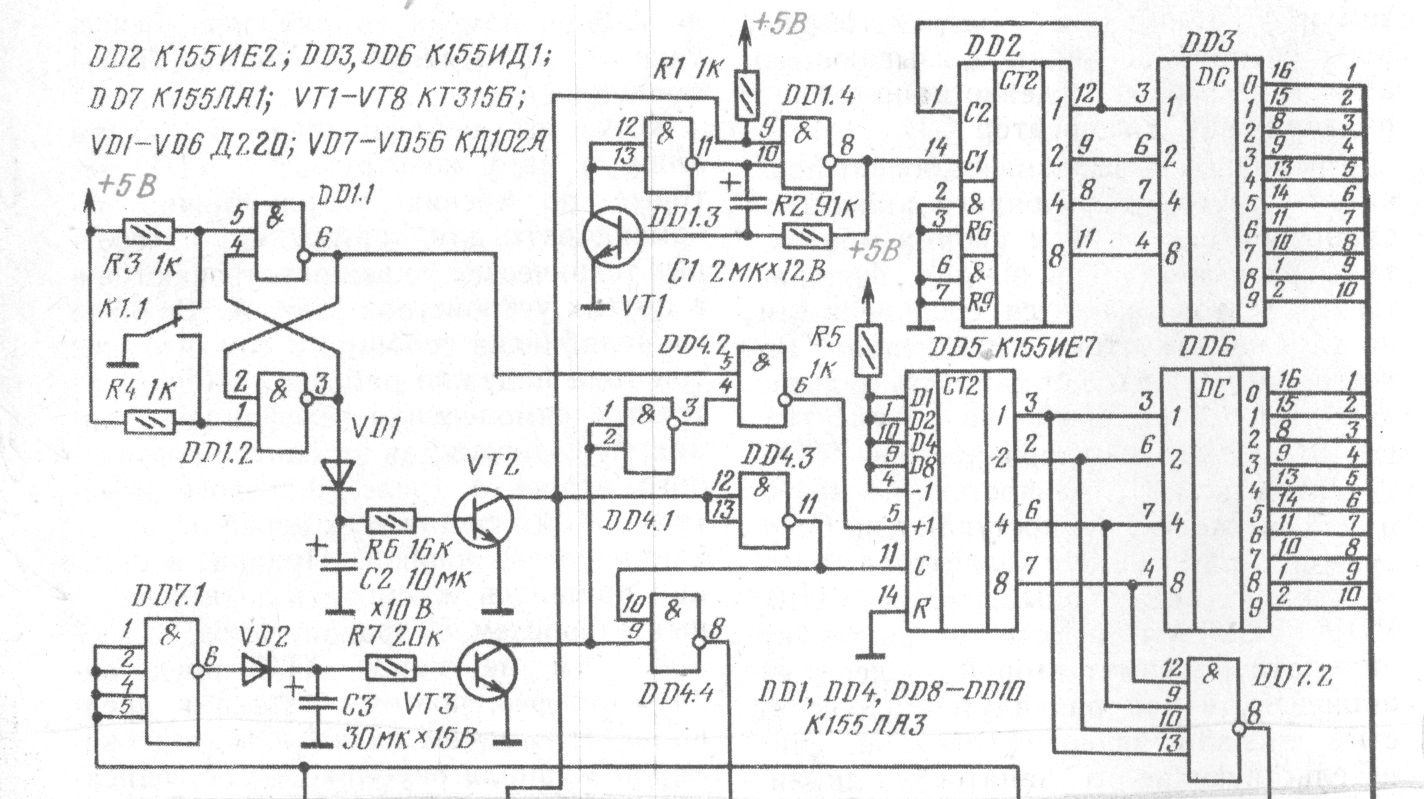 DD2 К155ИЕ2; DD3, DD6 К155ИД1;
DD7 К155ЛА1; VT1–VT8 КТ315Б;
VD1–VD6 Д220; VD7–VD56 КД102А
+5В
R3 1к
К1.1
R4 1к
DD1.1
5
4
&
6
2
1
&
3
DD1.2
VD1
R6 16к
C2 10мк
×10В
VT2
DD7.1
1
2
4
5
&
6
VD2
C3
30мк×15В
R7 20к
VT3
+5В
R1 1к
12
13
&
11
DD1.3
9
10
&
8
DD1.4
R2 91к
C1 2мк×12В
VT1
DD4.2
5
4
&
6
1
2
&
3
DD4.1
DD4.3
12
13
&
11
10
9
&
8
DD4.4
+5В
R5
1к
DD1, DD4, DD8–DD10
К155ЛА3
DD2
CT2
1
C2
14
C1
2
3
&
R6
6
7
&
R9
1 12
2 9
4 8
8 11
DD3
DC
3 1
6 2
7 4
4 8
0 16 1
1 15 2
2 8 3
3 9 4
4 13 5
5 14 6
6 11 7
7 10 8
8 1 9
9 2 10
DD5 К155ИЕ7
CT2
D1
1 D2
10 D4
9 D8
4 -1
5 +1
11 C
14 R
1 3
2 2
4 6
8 7
DD6
DC
3 1
6 2
7 4
4 8
0 16 1
1 15 2
2 8 3
3 9 4
4 13 5
5 14 6
6 11 7
7 10 8
8 1 9
9 2 10
12
9
10
13
&
8
DD7.2